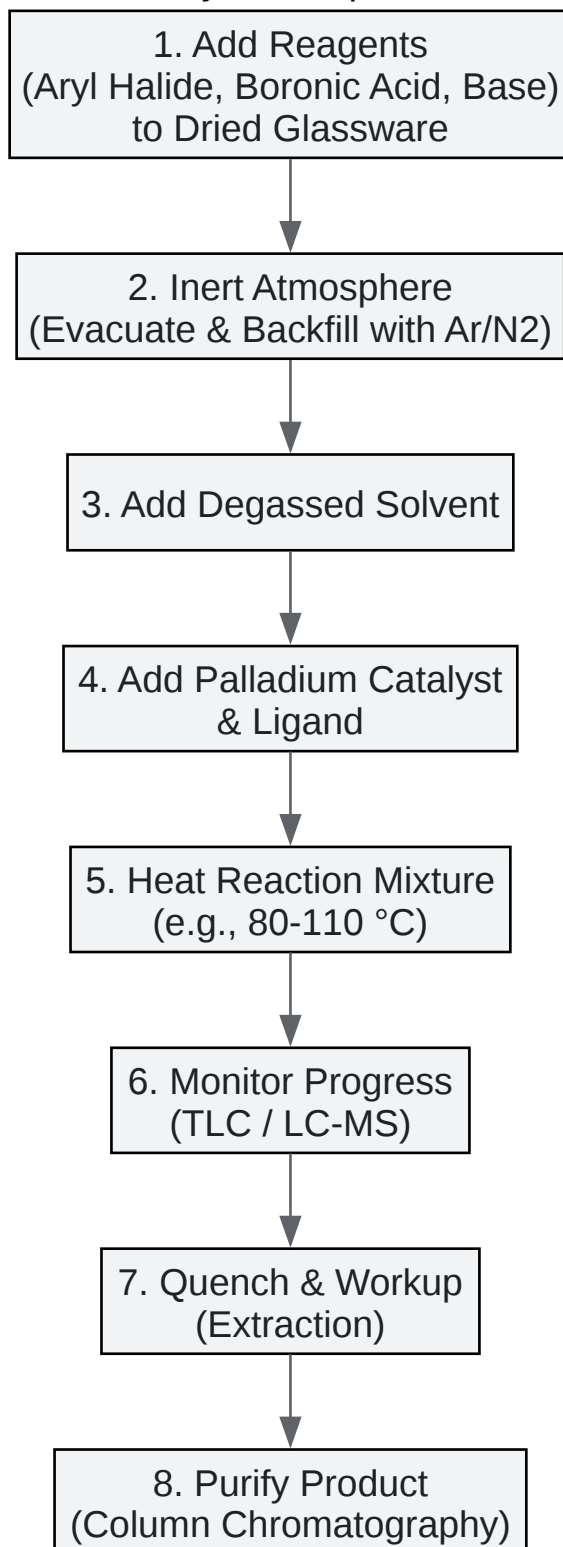 1. Add Reagents
(Aryl Halide, Boronic Acid, Base)
to Dried Glassware
2. Inert Atmosphere
(Evacuate & Backfill with Ar/N2)
3. Add Degassed Solvent
4. Add Palladium Catalyst
& Ligand
5. Heat Reaction Mixture
(e.g., 80-110 °C)
6. Monitor Progress
(TLC / LC-MS)
7. Quench & Workup
(Extraction)
8. Purify Product
(Column Chromatography)